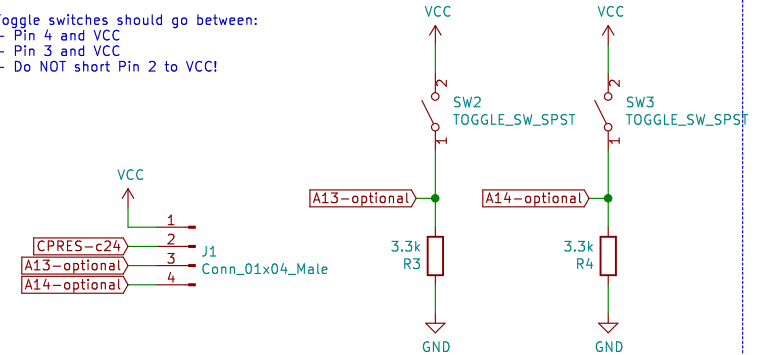 oggle switches should go between:
- Pin 4 and VCC
- Pin 3 and VCC
- Do NOT short Pin 2 to VCC!
VCC
VCC
2
2
SW2
TOGGLE_SW_SPST
SW3
TOGGLE_SW_SPST
1
1
VCC
A13-optional
A14-optional
1
CPRES-c24
2
A13-optional
3
A14-optional
4
J1
Conn_01x04_Male
3.3k
R3
3.3k
R4
GND
GND